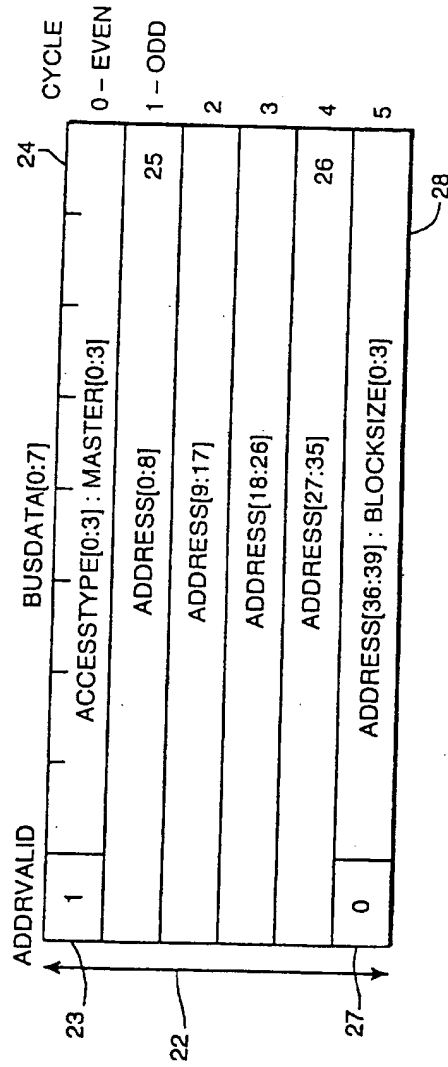 ADDRVALID BUSDATA[0:7] 24 CYCLE
23 1 ACCESSTYPE[0:3] : MASTER[0:3] 0 – EVEN
ADDRESS[0:8] 25 1 – ODD
22 ADDRESS[9:17] 2
ADDRESS[18:26] 3
ADDRESS[27:35] 26 4
27 0 ADDRESS[36:39] : BLOCKSIZE[0:3] 5
28